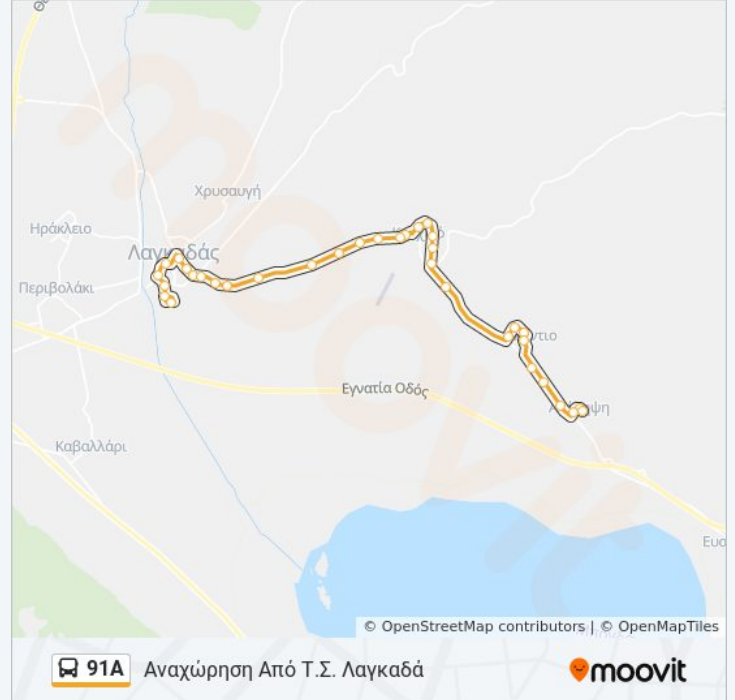 Χρυσαυγή
Ηράκλειο
Λαγκαδάς
Περιβολάκι
Εγνατία Οδός
Καβαλλάρι
© OpenStreetMap contributors | © OpenMapTiles
91A Αναχώρηση Από Τ.Σ. Λαγκαδά
moovit